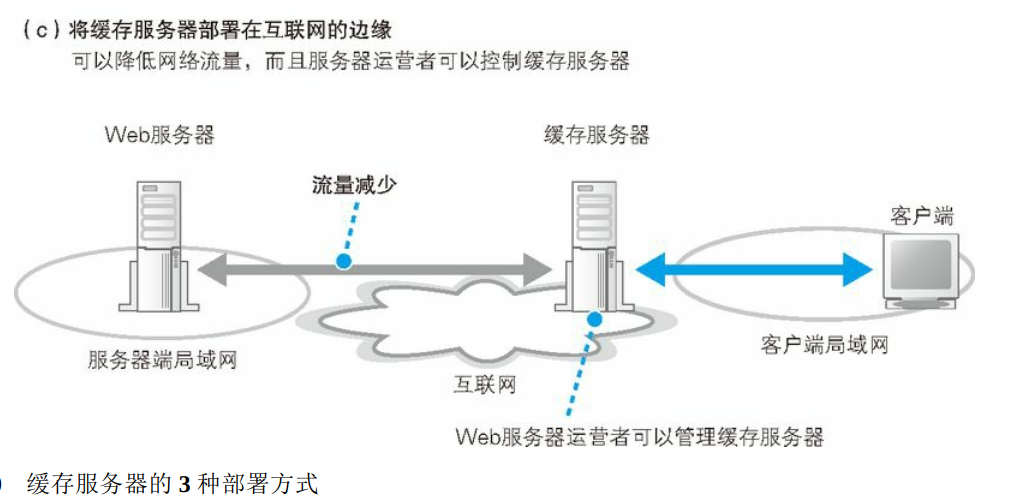 (c)将缓存服务器部署在互联网的边缘
可以降低网络流量，而且服务器运营者可以控制缓存服务器
Web服务器
缓存服务器
流量减少
客户端
服务器端局域网
客户端局域网
互联网
Web服务器运营者可以管理缓存服务器
缓存服务器的 3 种部署方式